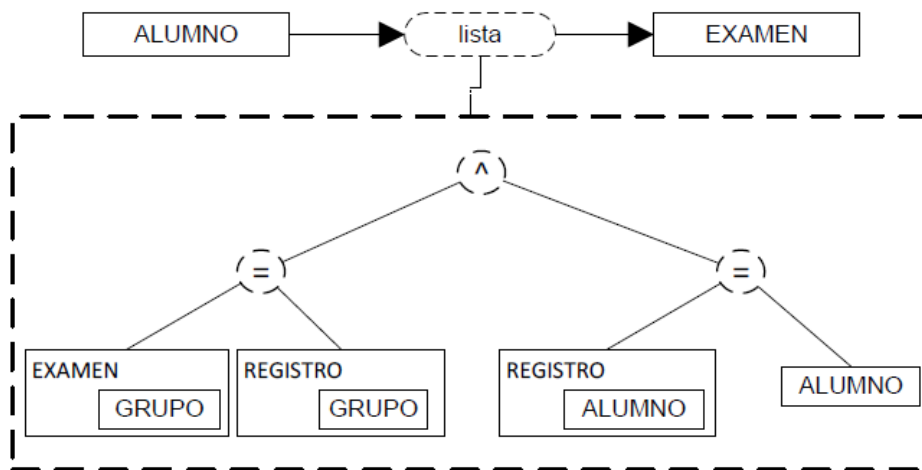 ALUMNO lista EXAMEN
^
= =
EXAMEN REGISTRO REGISTRO
GRUPO GRUPO ALUMNO ALUMNO